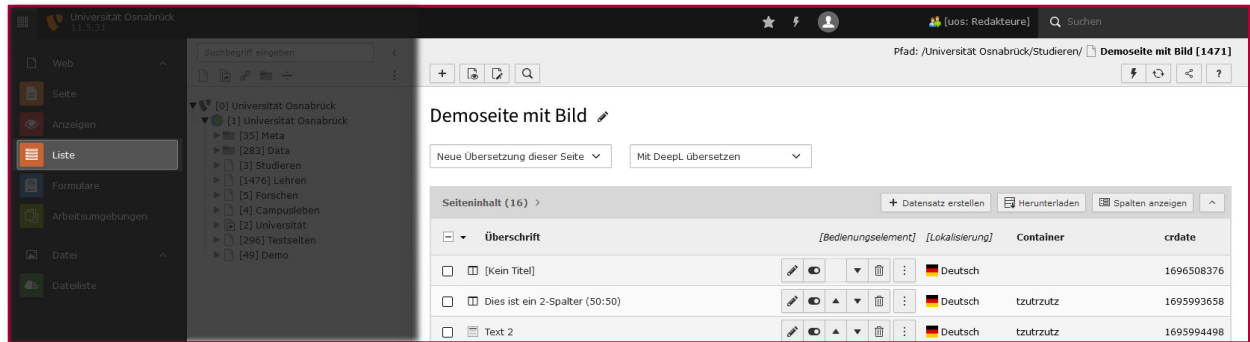 Universität Osnabrück
11.5.31
[uos: Redakteure]
Suchen
Web
Seite
Anzeigen
Liste
Formulare
Arbeitsumgebungen
Datei
Dateiliste
Suchbegriff eingeben
[0] Universität Osnabrück
[1] Universität Osnabrück
[35] Meta
[283] Data
[3] Studieren
[1476] Lehren
[5] Forschen
[4] Campusleben
[2] Universität
[296] Testseiten
[49] Demo
Pfad: /Universität Osnabrück/Studieren/ Demoseite mit Bild [1471]
Demoseite mit Bild
Neue Übersetzung dieser Seite Mit DeepL übersetzen
Seiteninhalt (16) > + Datensatz erstellen Herunterladen Spalten anzeigen
Überschrift [Bedienungselement] [Lokalisierung] Container crdate
[Kein Titel] Deutsch 1696508376
Dies ist ein 2-Spalter (50:50) Deutsch tzutrzutz 1695993658
Text 2 Deutsch tzutrzutz 1695994498